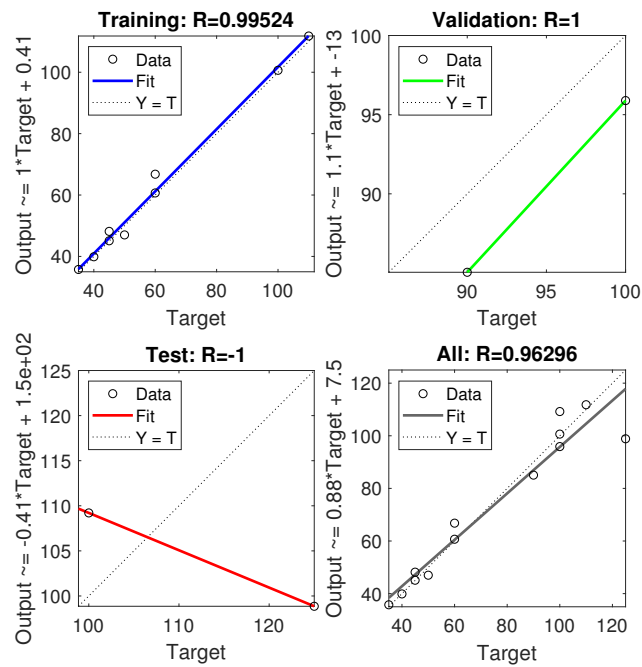 Training: R=0.99524
Output ~= 1*Target + 0.41
Data
Fit
Y = T
100
80
60
40
40 60 80 100
Target
Validation: R=1
Output ~= 1.1*Target + -13
Data
Fit
Y = T
100
95
90
90 95 100
Target
Test: R=-1
Output ~= -0.41*Target + 1.5e+02
Data
Fit
Y = T
125
120
115
110
105
100
100 110 120
Target
All: R=0.96296
Output ~= 0.88*Target + 7.5
Data
Fit
Y = T
120
100
80
60
40
40 60 80 100 120
Target